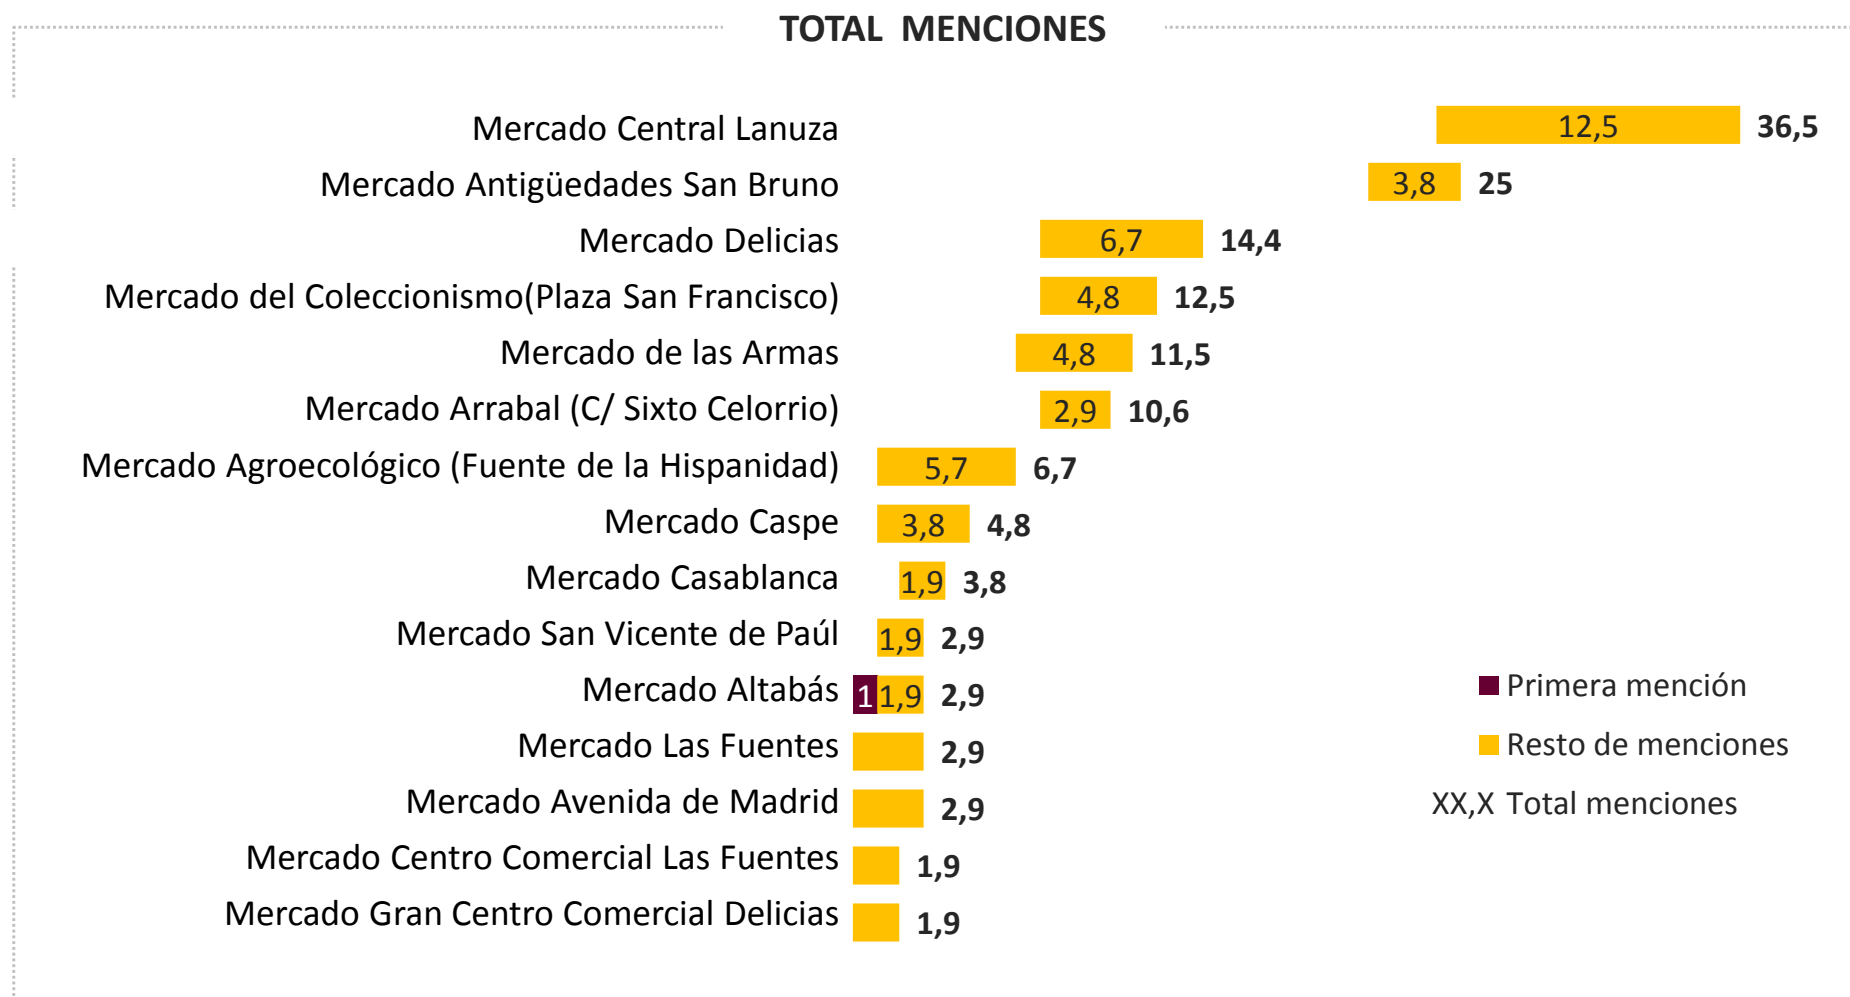 TOTAL MENCIONES
Mercado Central Lanuza 12,5 36,5
Mercado Antigüedades San Bruno 3,8 25
Mercado Delicias 6,7 14,4
Mercado del Coleccionismo(Plaza San Francisco) 4,8 12,5
Mercado de las Armas 4,8 11,5
Mercado Arrabal (C/ Sixto Celorrio) 2,9 10,6
Mercado Agroecológico (Fuente de la Hispanidad) 5,7 6,7
Mercado Caspe 3,8 4,8
Mercado Casablanca 1,9 3,8
Mercado San Vicente de Paúl 1,9 2,9
Mercado Altabás 1 1,9 2,9
Mercado Las Fuentes 2,9
Mercado Avenida de Madrid 2,9
Mercado Centro Comercial Las Fuentes 1,9
Mercado Gran Centro Comercial Delicias 1,9
Primera mención
Resto de menciones
XX,X Total menciones